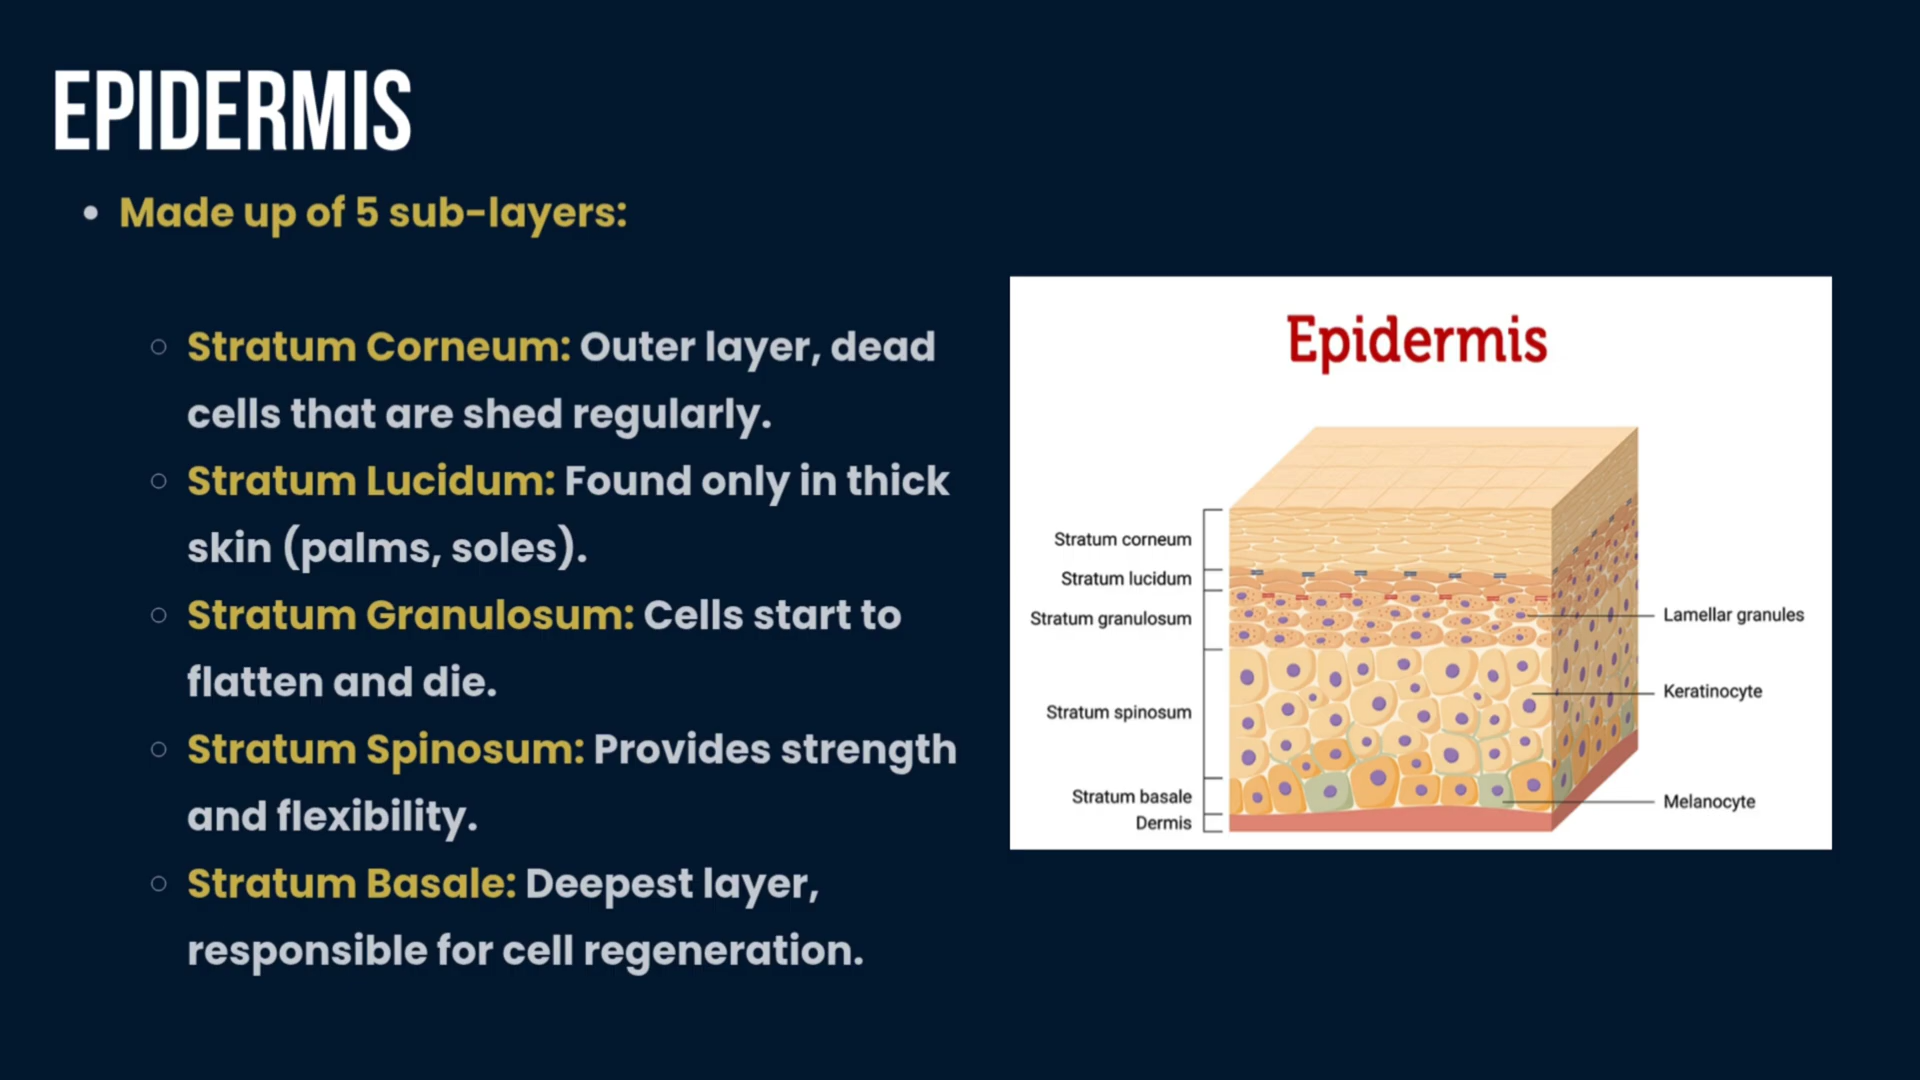 EPIDERMIS
Made up of 5 sub-layers:
Stratum Corneum: Outer layer, dead
cells that are shed regularly.
Stratum Lucidum: Found only in thick
skin (palms, soles).
Stratum Granulosum: Cells start to
flatten and die.
Stratum Spinosum: Provides strength
and flexibility.
Stratum Basale: Deepest layer,
responsible for cell regeneration.
Epidermis
Stratum corneum
Stratum lucidum
Stratum granulosum
Stratum spinosum
Stratum basale
Dermis
Lamellar granules
Keratinocyte
Melanocyte